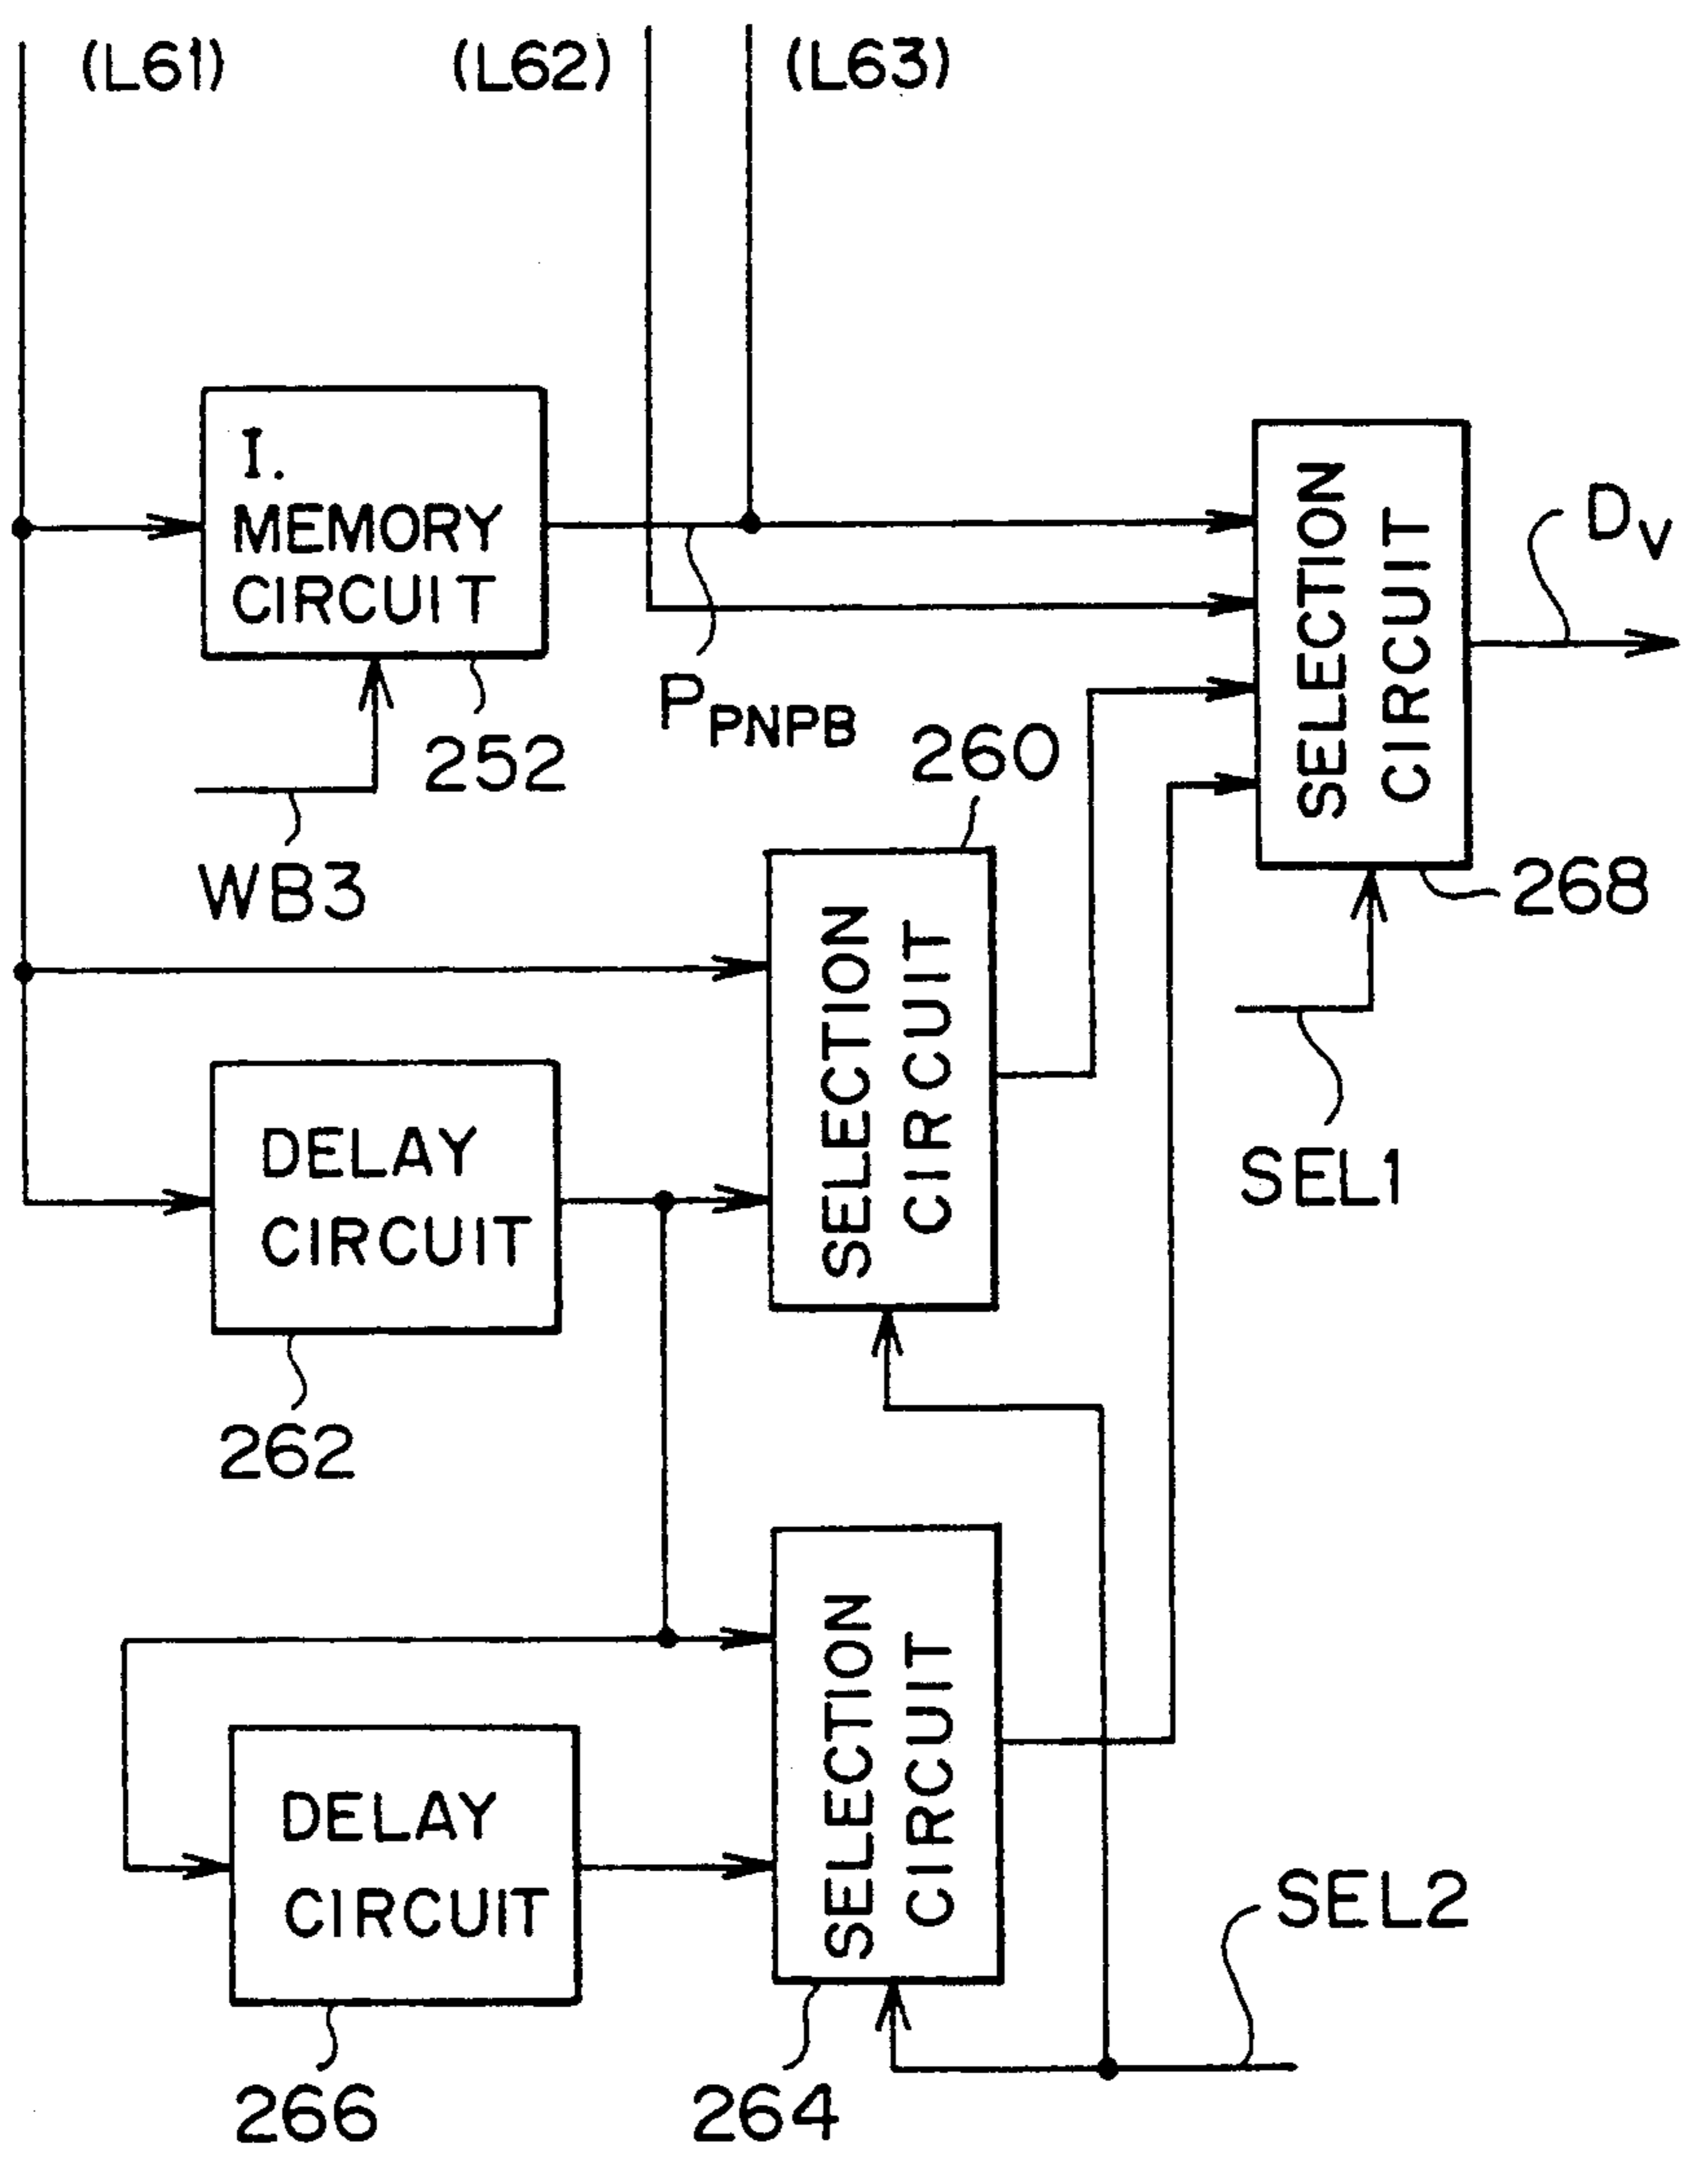 (L61)
(L62)
(L63)
I.
MEMORY
CIRCUIT
252
WB3
P PNPB
SELECTION
CIRCUIT
268
DV
SEL1
260
SELECTION
CIRCUIT
DELAY
CIRCUIT
262
SELECTION
CIRCUIT
264
DELAY
CIRCUIT
266
SEL2